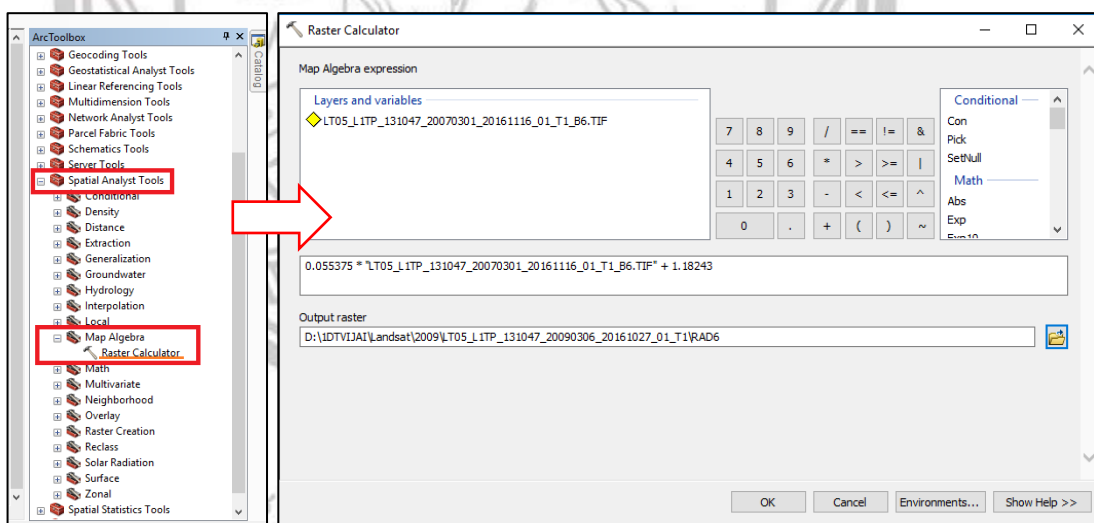 ArcToolbox
Geocoding Tools
Geostatistical Analyst Tools
Linear Referencing Tools
Multidimension Tools
Network Analyst Tools
Parcel Fabric Tools
Schematics Tools
Server Tools
Spatial Analyst Tools
Conditional
Density
Distance
Extraction
Generalization
Groundwater
Hydrology
Interpolation
Local
Map Algebra
Raster Calculator
Math
Multivariate
Neighborhood
Overlay
Raster Creation
Reclass
Solar Radiation
Surface
Zonal
Spatial Statistics Tools
Catalog
Raster Calculator
Map Algebra expression
Layers and variables
LT05_L1TP_131047_20070301_20161116_01_T1_B6.TIF
7 8 9 / == != &
4 5 6 * > >= |
1 2 3 - < <= ^
0 . + ( ) ~
Conditional
Con
Pick
SetNull
Math
Abs
Exp
Exp10
0.055375 * "LT05_L1TP_131047_20070301_20161116_01_T1_B6.TIF" + 1.18243
Output raster
D:\1DTVIJAI\Landsat\2009\LT05_L1TP_131047_20090306_20161027_01_T1\RAD6
OK Cancel Environments... Show Help >>